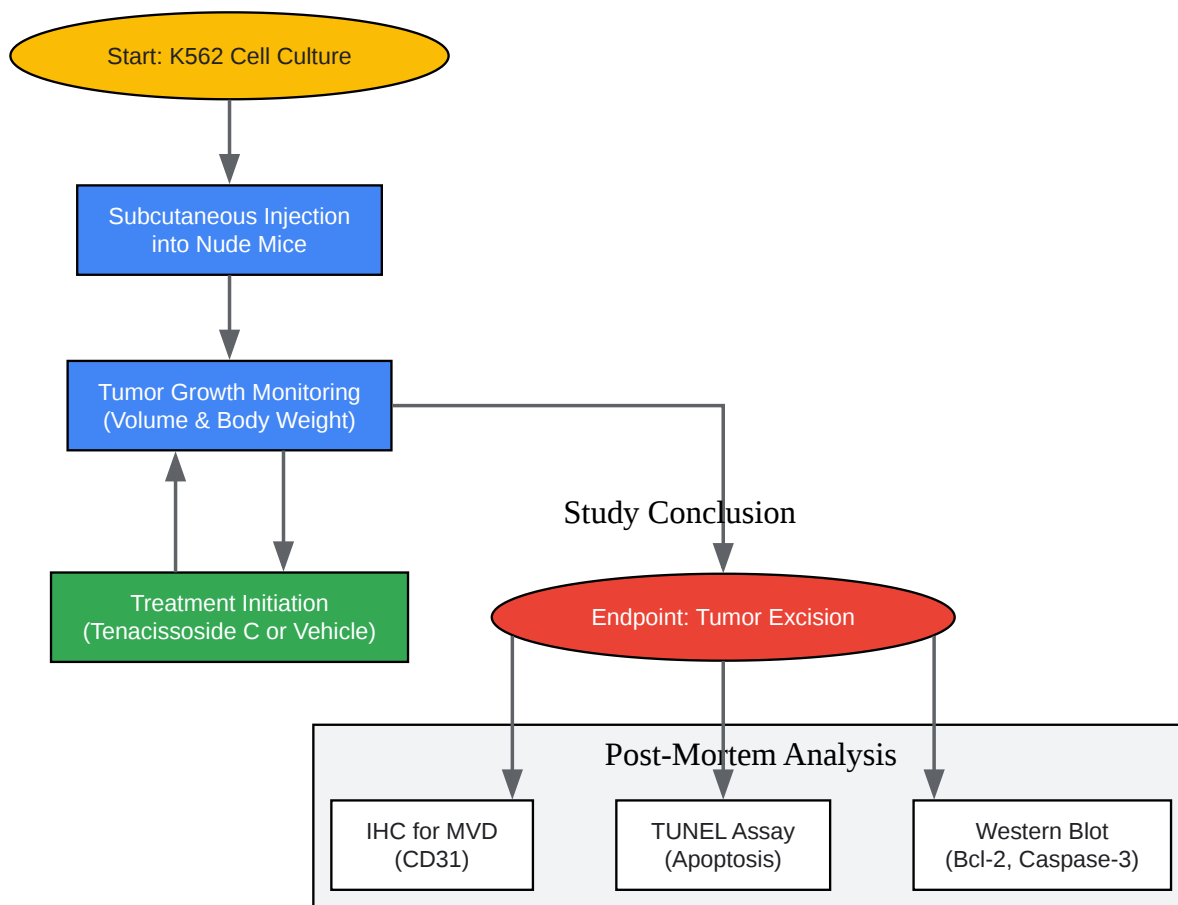 Start: K562 Cell Culture
Subcutaneous Injection
into Nude Mice
Tumor Growth Monitoring
(Volume & Body Weight)
Study Conclusion
Treatment Initiation
(Tenacissoside C or Vehicle)
Endpoint: Tumor Excision
Post-Mortem Analysis
IHC for MVD
(CD31)
TUNEL Assay
(Apoptosis)
Western Blot
(Bcl-2, Caspase-3)